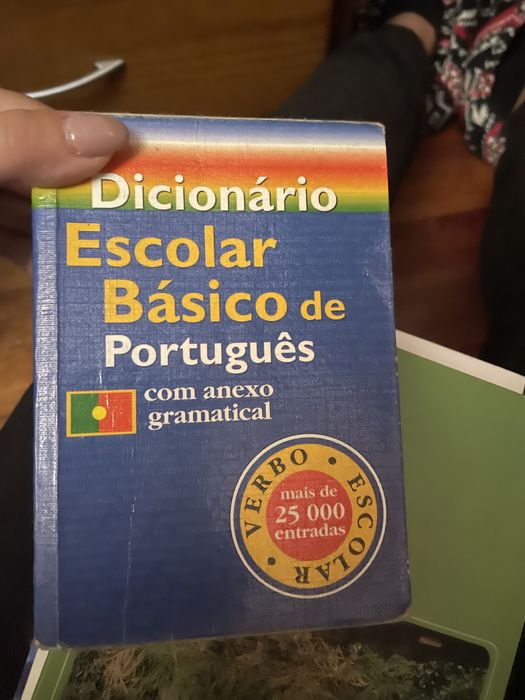 Dicionário
Escolar
Básico de
Português
com anexo
gramatical
VERBO • ESCOLAR •
mais de
25 000
entradas